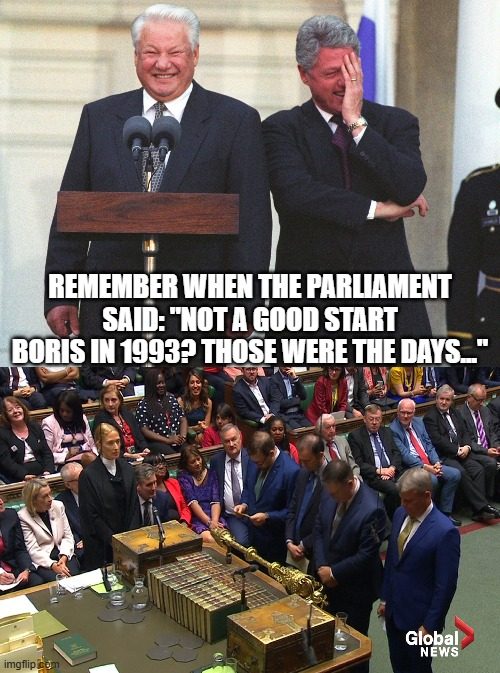 REMEMBER WHEN THE PARLIAMENT
SAID: "NOT A GOOD START
BORIS IN 1993? THOSE WERE THE DAYS..."
Global
NEWS
imgflip.com